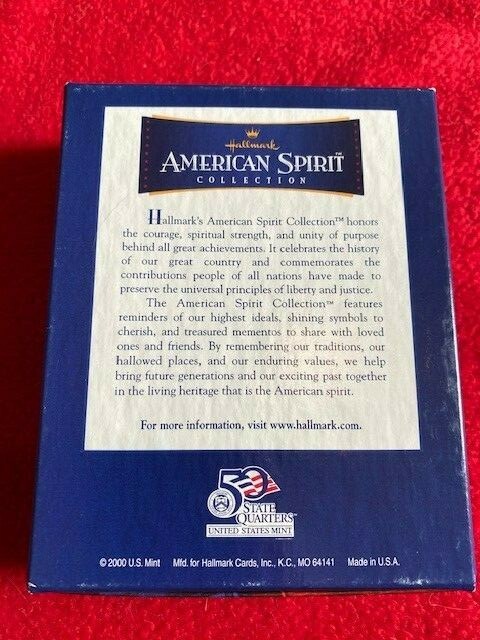 Hallmark
AMERICAN SPIRIT™
COLLECTION
Hallmark's American Spirit Collection™ honors
the courage, spiritual strength, and unity of purpose
behind all great achievements. It celebrates the history
of our great country and commemorates the
contributions people of all nations have made to
preserve the universal principles of liberty and justice.
The American Spirit Collection™ features
reminders of our highest ideals, shining symbols to
cherish, and treasured mementos to share with loved
ones and friends. By remembering our traditions, our
hallowed places, and our enduring values, we help
bring future generations and our exciting past together
in the living heritage that is the American spirit.
For more information, visit www.hallmark.com.
50
STATE
QUARTERS™
UNITED STATES MINT
© 2000 U.S. Mint Mfd. for Hallmark Cards, Inc., K.C., MO 64141 Made in U.S.A.